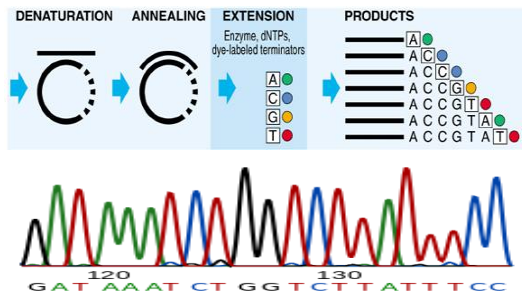 DENATURATION ANNEALING EXTENSION PRODUCTS
Enzyme, dNTPs,
dye-labeled terminators
A
C
G
T
A
A C
A C C
A C C G
A C C G T
A C C G T A
A C C G T A T
120 130
G A T A A A T C T G G T C T T A T T T C C